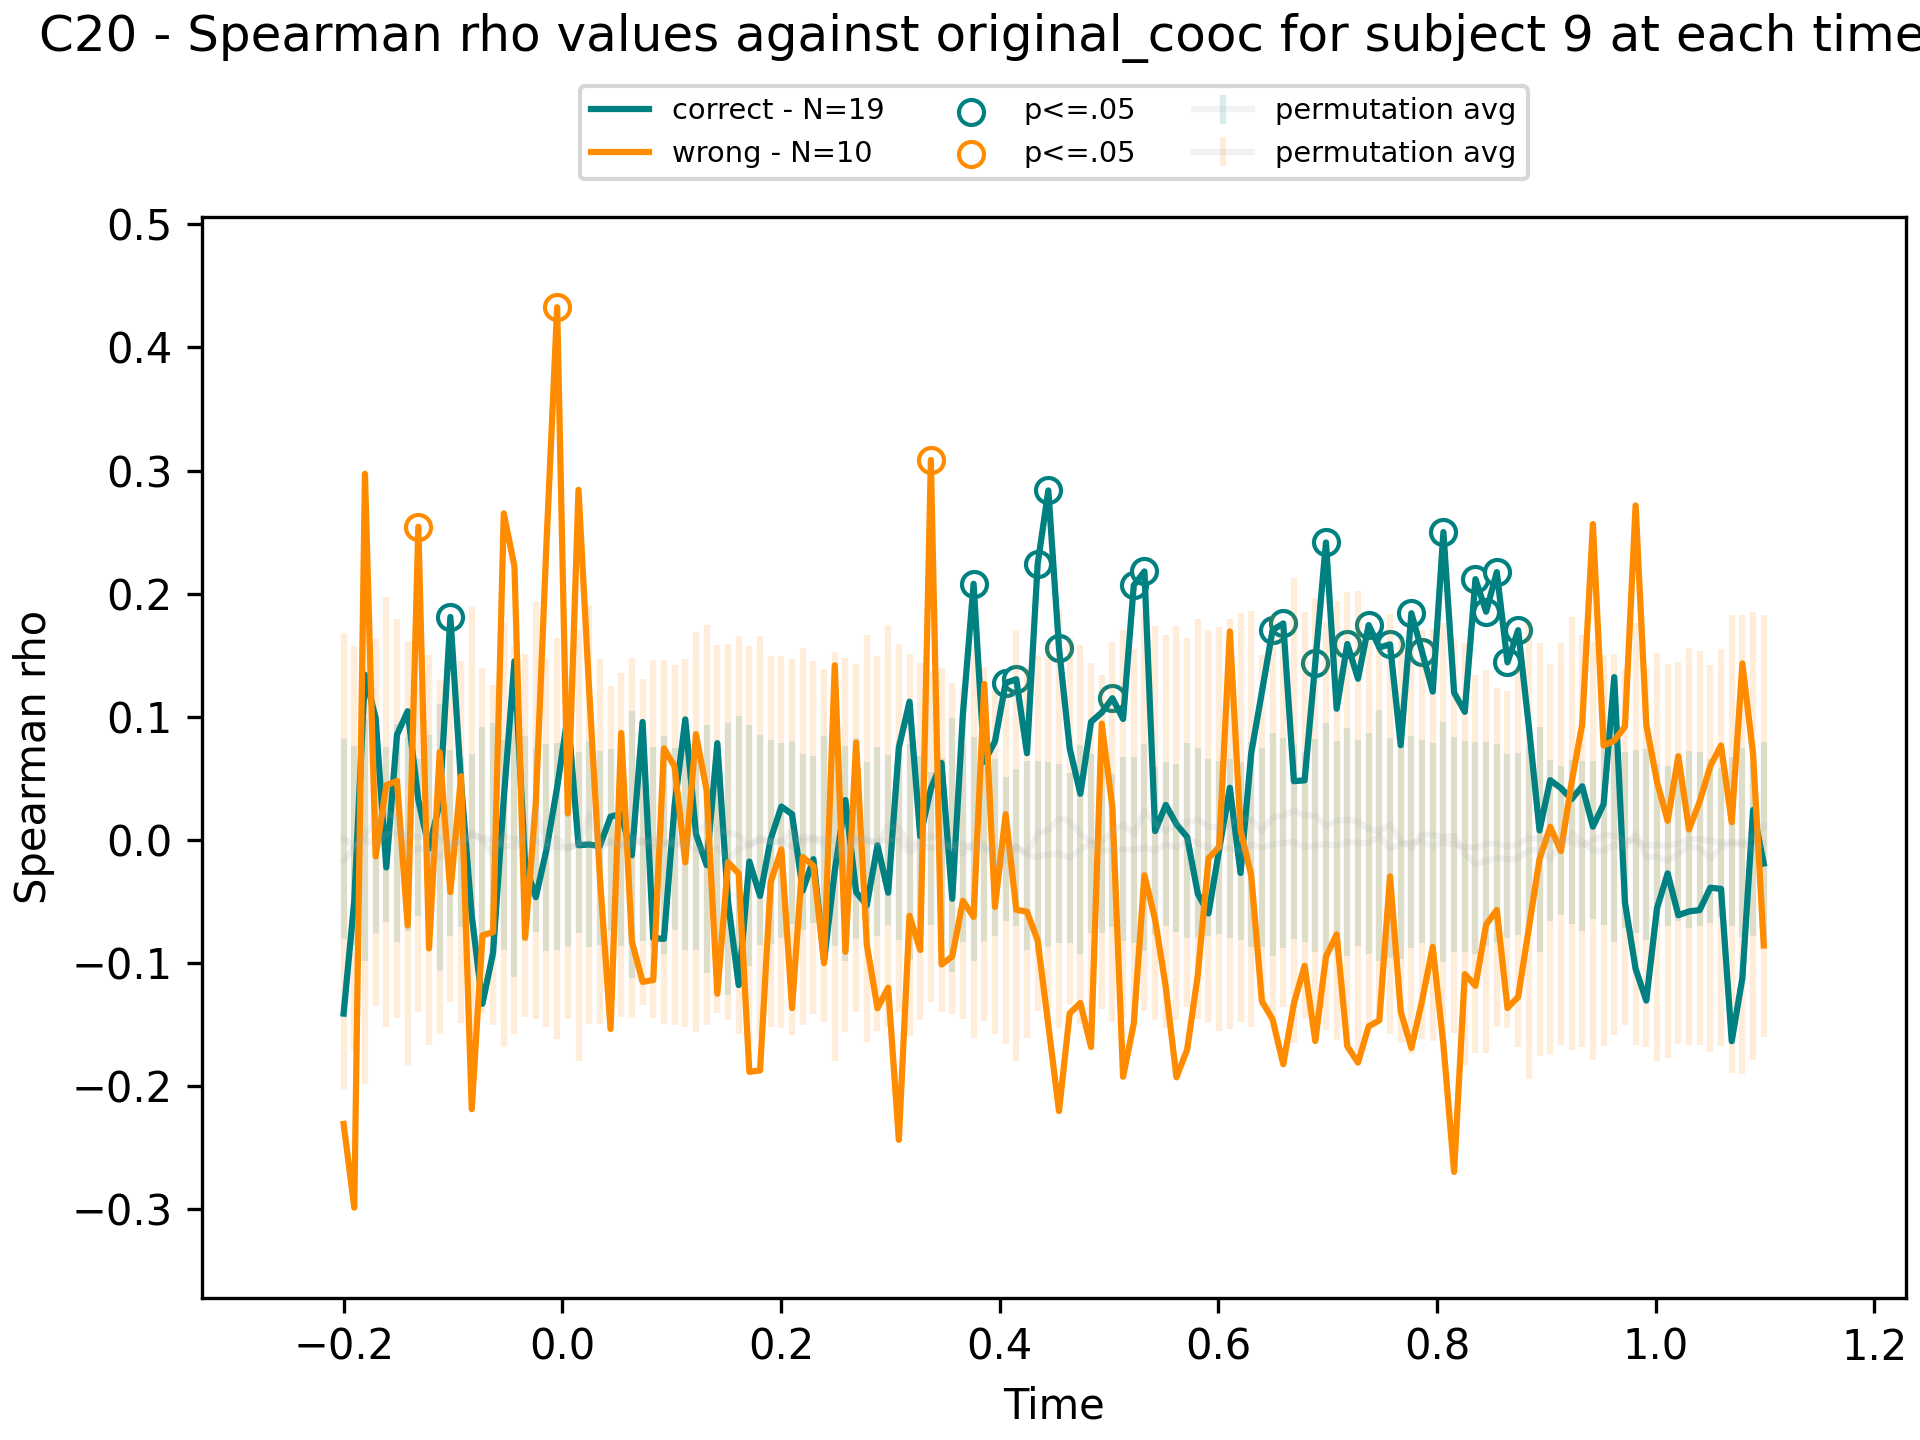 C20 - Spearman rho values against original_cooc for subject 9 at each time
correct - N=19
wrong - N=10
p<=.05
p<=.05
permutation avg
permutation avg
0.5
0.4
0.3
0.2
0.1
0.0
−0.1
−0.2
−0.3
Spearman rho
−0.2
0.0
0.2
0.4
0.6
0.8
1.0
1.2
Time